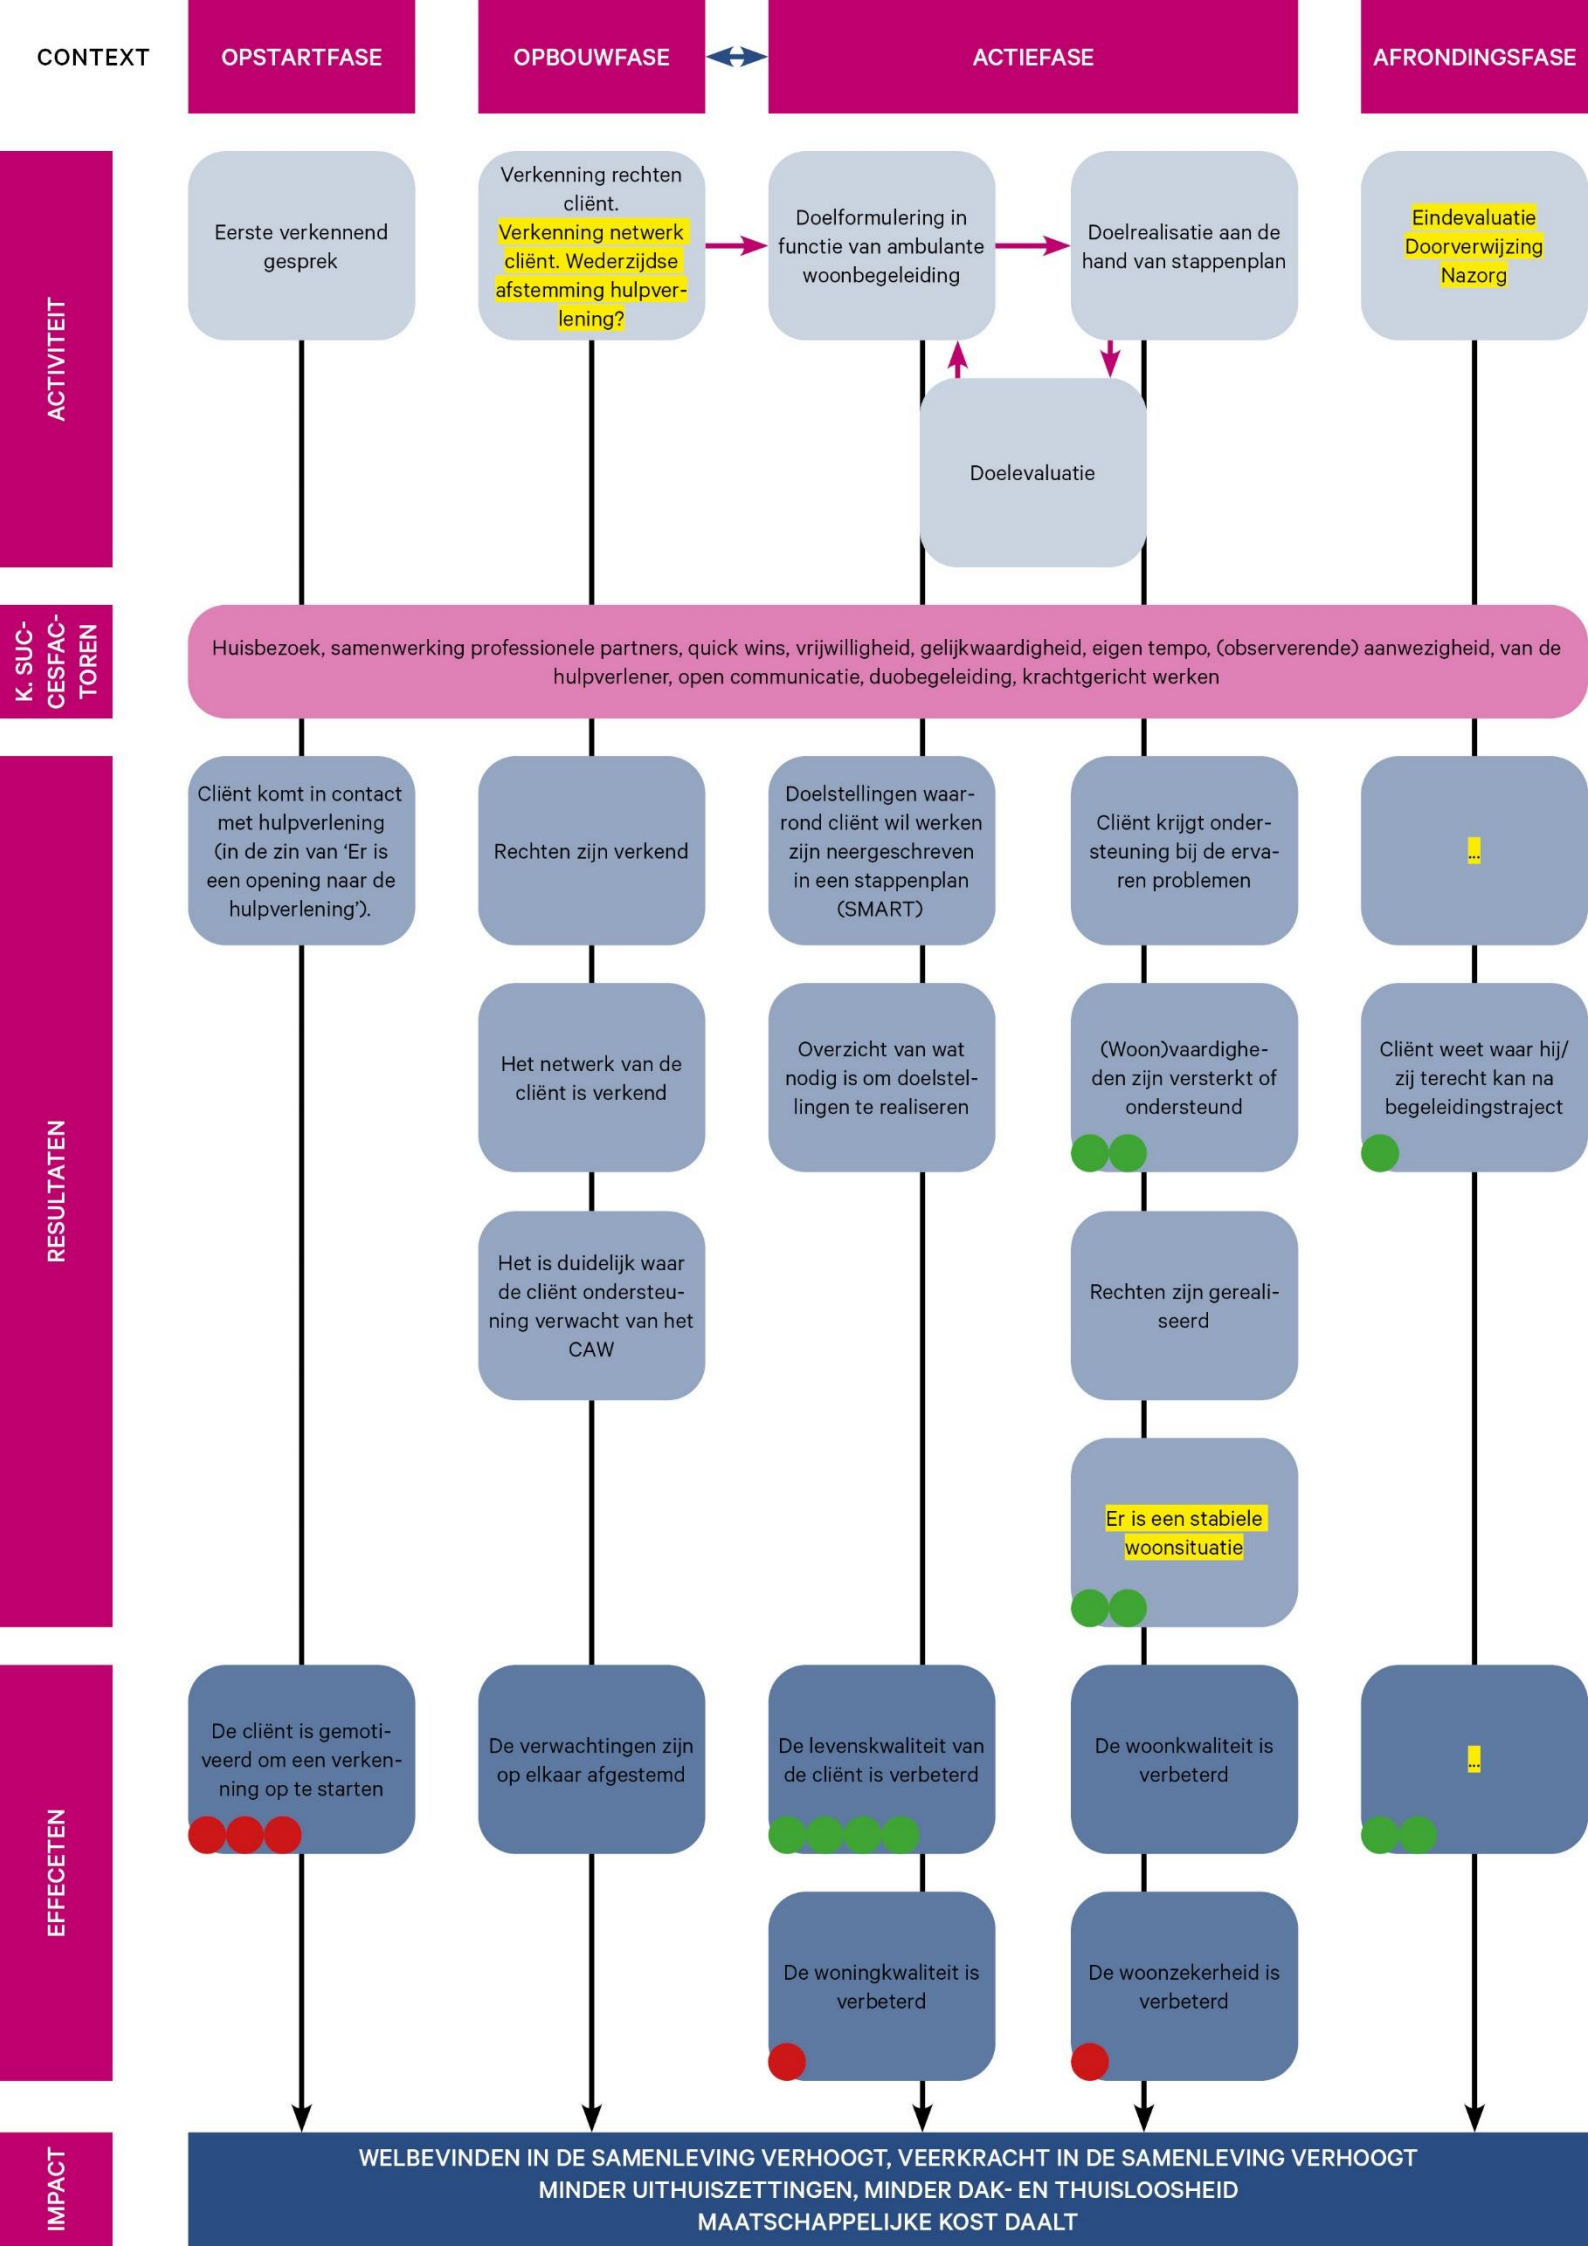 CONTEXT
OPSTARTFASE
OPBOUWFASE
ACTIEFASE
AFRONDINGSFASE
ACTIVITEIT
Eerste verkennend
gesprek
Verkenning rechten
cliënt.
Verkenning netwerk
cliënt. Wederzijdse
afstemming hulpver-
lening?
Doelformulering in
functie van ambulante
woonbegeleiding
Doelrealisatie aan de
hand van stappenplan
Eindevaluatie
Doorverwijzing
Nazorg
Doelevaluatie
K. SUC-
CESFAC-
TOREN
Huisbezoek, samenwerking professionele partners, quick wins, vrijwilligheid, gelijkwaardigheid, eigen tempo, (observerende) aanwezigheid, van de
hulpverlener, open communicatie, duobegeleiding, krachtgericht werken
RESULTATEN
Cliënt komt in contact
met hulpverlening
(in de zin van ‘Er is
een opening naar de
hulpverlening’).
Rechten zijn verkend
Doelstellingen waar-
rond cliënt wil werken
zijn neergeschreven
in een stappenplan
(SMART)
Cliënt krijgt onder-
steuning bij de erva-
ren problemen
...
Het netwerk van de
cliënt is verkend
Overzicht van wat
nodig is om doelstel-
lingen te realiseren
(Woon)vaardighe-
den zijn versterkt of
ondersteund
Cliënt weet waar hij/
zij terecht kan na
begeleidingstraject
Het is duidelijk waar
de cliënt ondersteu-
ning verwacht van het
CAW
Rechten zijn gereali-
seerd
Er is een stabiele
woonsituatie
EFFECETEN
De cliënt is gemoti-
veerd om een verken-
ning op te starten
De verwachtingen zijn
op elkaar afgestemd
De levenskwaliteit van
de cliënt is verbeterd
De woonkwaliteit is
verbeterd
...
De woningkwaliteit is
verbeterd
De woonzekerheid is
verbeterd
IMPACT
WELBEVINDEN IN DE SAMENLEVING VERHOOGT, VEERKRACHT IN DE SAMENLEVING VERHOOGT
MINDER UITHUISZETTINGEN, MINDER DAK- EN THUISLOOSHEID
MAATSCHAPPELIJKE KOST DAALT